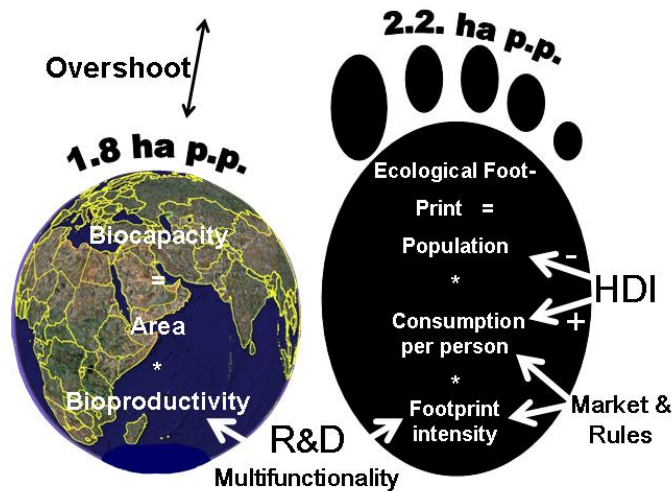 Overshoot
1.8 ha p.p.
Biocapacity
=
Area
*
Bioproductivity
2.2. ha p.p.
Ecological Foot-
Print =
Population
*
Consumption
per person
*
Footprint
intensity
-
HDI
+
Market &
Rules
R&D
Multifunctionality